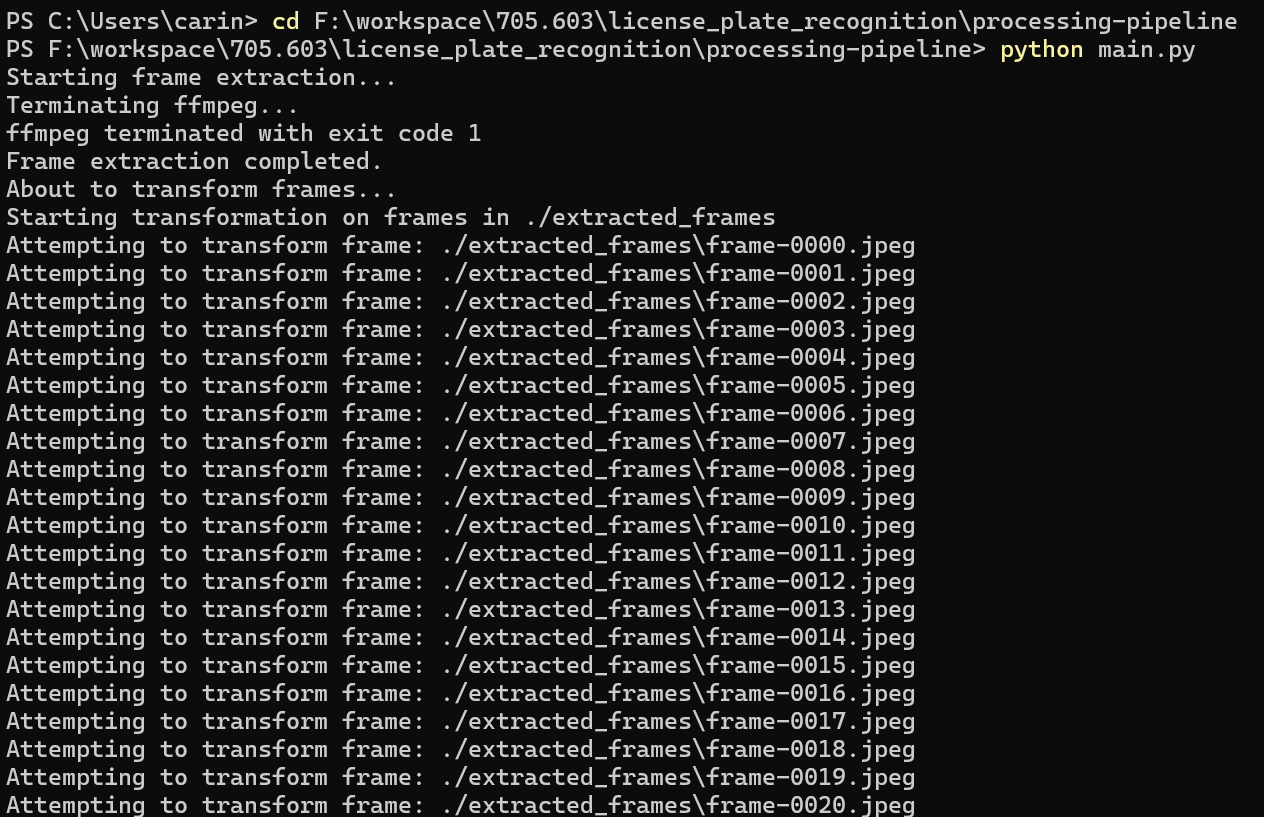 PS C:\Users\carin> cd F:\workspace\705.603\license_plate_recognition\processing-pipeline
PS F:\workspace\705.603\license_plate_recognition\processing-pipeline> python main.py
Starting frame extraction...
Terminating ffmpeg...
ffmpeg terminated with exit code 1
Frame extraction completed.
About to transform frames...
Starting transformation on frames in ./extracted_frames
Attempting to transform frame: ./extracted_frames\frame-0000.jpeg
Attempting to transform frame: ./extracted_frames\frame-0001.jpeg
Attempting to transform frame: ./extracted_frames\frame-0002.jpeg
Attempting to transform frame: ./extracted_frames\frame-0003.jpeg
Attempting to transform frame: ./extracted_frames\frame-0004.jpeg
Attempting to transform frame: ./extracted_frames\frame-0005.jpeg
Attempting to transform frame: ./extracted_frames\frame-0006.jpeg
Attempting to transform frame: ./extracted_frames\frame-0007.jpeg
Attempting to transform frame: ./extracted_frames\frame-0008.jpeg
Attempting to transform frame: ./extracted_frames\frame-0009.jpeg
Attempting to transform frame: ./extracted_frames\frame-0010.jpeg
Attempting to transform frame: ./extracted_frames\frame-0011.jpeg
Attempting to transform frame: ./extracted_frames\frame-0012.jpeg
Attempting to transform frame: ./extracted_frames\frame-0013.jpeg
Attempting to transform frame: ./extracted_frames\frame-0014.jpeg
Attempting to transform frame: ./extracted_frames\frame-0015.jpeg
Attempting to transform frame: ./extracted_frames\frame-0016.jpeg
Attempting to transform frame: ./extracted_frames\frame-0017.jpeg
Attempting to transform frame: ./extracted_frames\frame-0018.jpeg
Attempting to transform frame: ./extracted_frames\frame-0019.jpeg
Attempting to transform frame: ./extracted_frames\frame-0020.jpeg